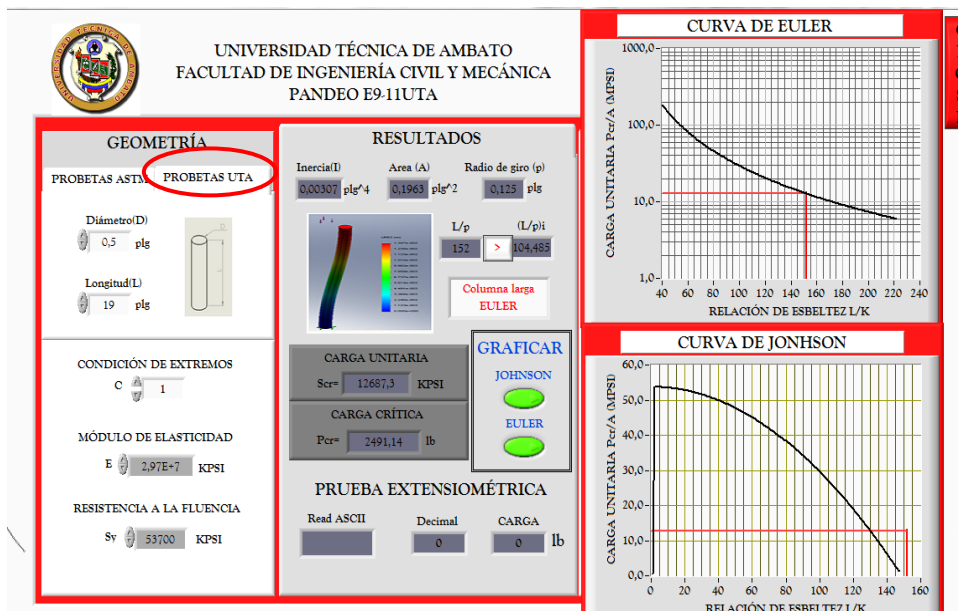 UNIVERSIDAD TÉCNICA DE AMBATO
FACULTAD DE INGENIERÍA CIVIL Y MECÁNICA
PANDEO E9-11UTA
GEOMETRÍA
PROBETAS ASTM
PROBETAS UTA
Diámetro(D)
0,5 plg
Longitud(L)
19 plg
CONDICIÓN DE EXTREMOS
C 1
MÓDULO DE ELASTICIDAD
E 2,97E+7 KPSI
RESISTENCIA A LA FLUENCIA
Sy 53700 KPSI
RESULTADOS
Inercia(I) Area (A) Radio de giro (p)
0,00307 plg^4 0,1963 plg^2 0,125 plg
L/p (L/p)i
152 > 104,485
Columna larga
EULER
CARGA UNITARIA
Scr= 12687,3 KPSI
CARGA CRÍTICA
Pcr= 2491,14 lb
GRAFICAR
JOHNSON
EULER
PRUEBA EXTENSIOMÉTRICA
Read ASCII Decimal CARGA
0 0 lb
CURVA DE EULER
CARGA UNITARIA Pcr/A (MPSI)
1000,0
100,0
10,0
1,0
40 60 80 100 120 140 160 180 200 220 240
RELACIÓN DE ESBELTEZ L/K
CURVA DE JONHSON
CARGA UNITARIA Pcr/A (MPSI)
60,0
50,0
40,0
30,0
20,0
10,0
0,0
0 20 40 60 80 100 120 140 160
RELACIÓN DE ESBELTEZ L/K